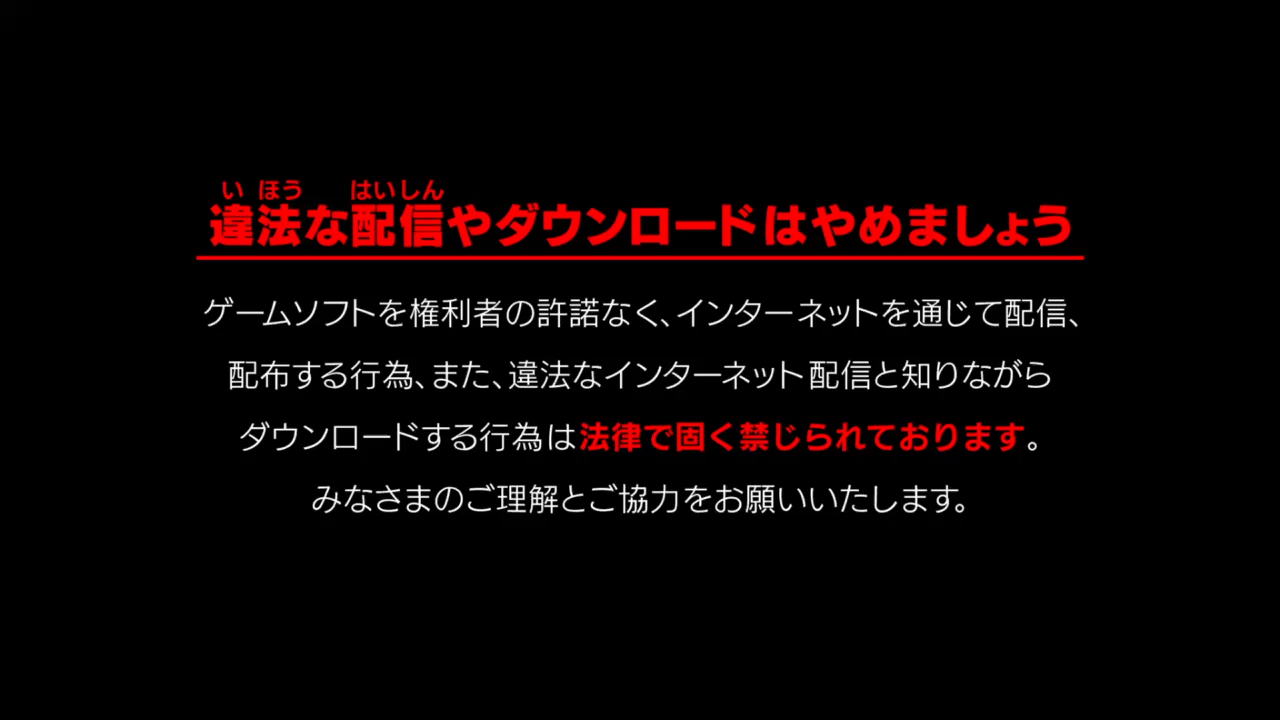 い ほう はいしん
違法な配信やダウンロードはやめましょう
ゲームソフトを権利者の許諾なく、インターネットを通じて配信、
配布する行為、また、違法なインターネット配信と知りながら
ダウンロードする行為は法律で固く禁じられております。
みなさまのご理解とご協力をお願いいたします。